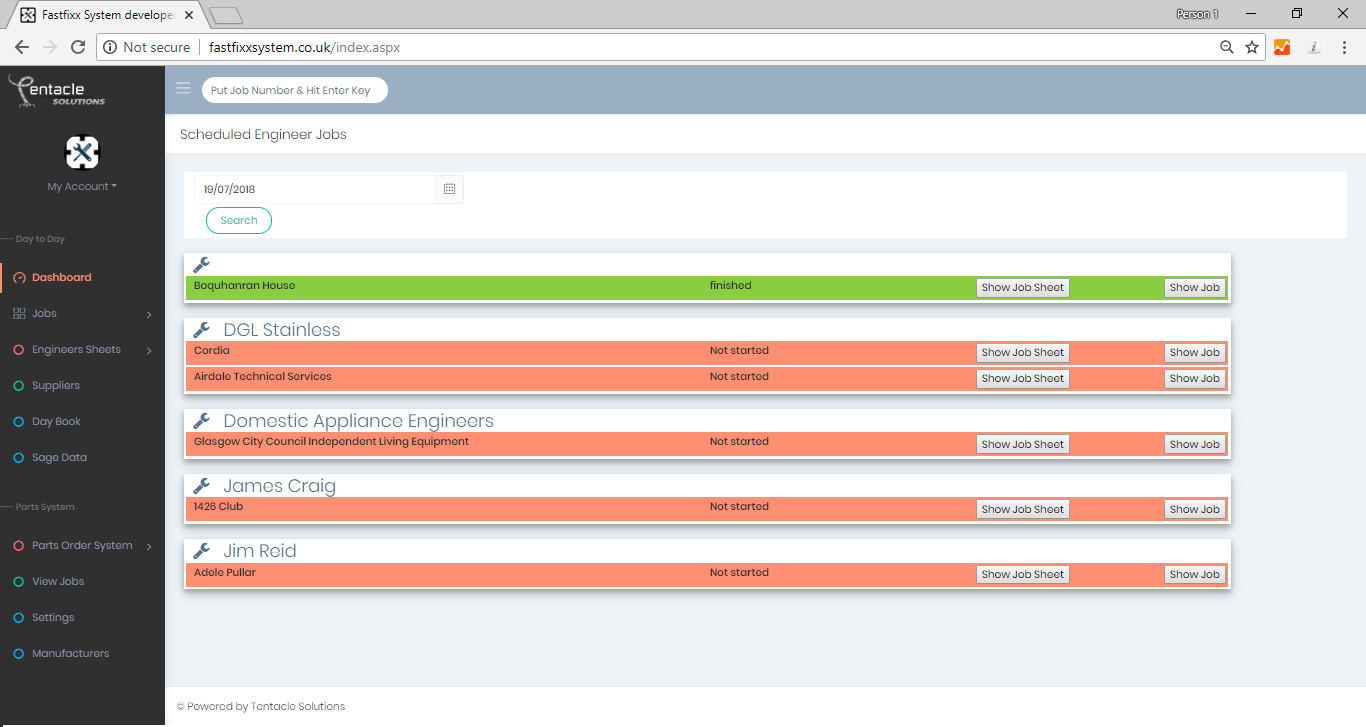 Fastfixx System develope
Person 1
Not secure
fastfixxsystem.co.uk/index.aspx
Pentacle
SOLUTIONS
Put Job Number & Hit Enter Key
My Account
Scheduled Engineer Jobs
19/07/2018
Search
--- Day to Day
Dashboard
Jobs
Engineers Sheets
Suppliers
Day Book
Sage Data
--- Parts System
Parts Order System
View Jobs
Settings
Manufacturers
Boquhanran House finished Show Job Sheet Show Job
DGL Stainless
Cordia Not started Show Job Sheet Show Job
Airdale Technical Services Not started Show Job Sheet Show Job
Domestic Appliance Engineers
Glasgow City Council Independent Living Equipment Not started Show Job Sheet Show Job
James Craig
1426 Club Not started Show Job Sheet Show Job
Jim Reid
Adele Pullar Not started Show Job Sheet Show Job
© Powered by Tentacle Solutions